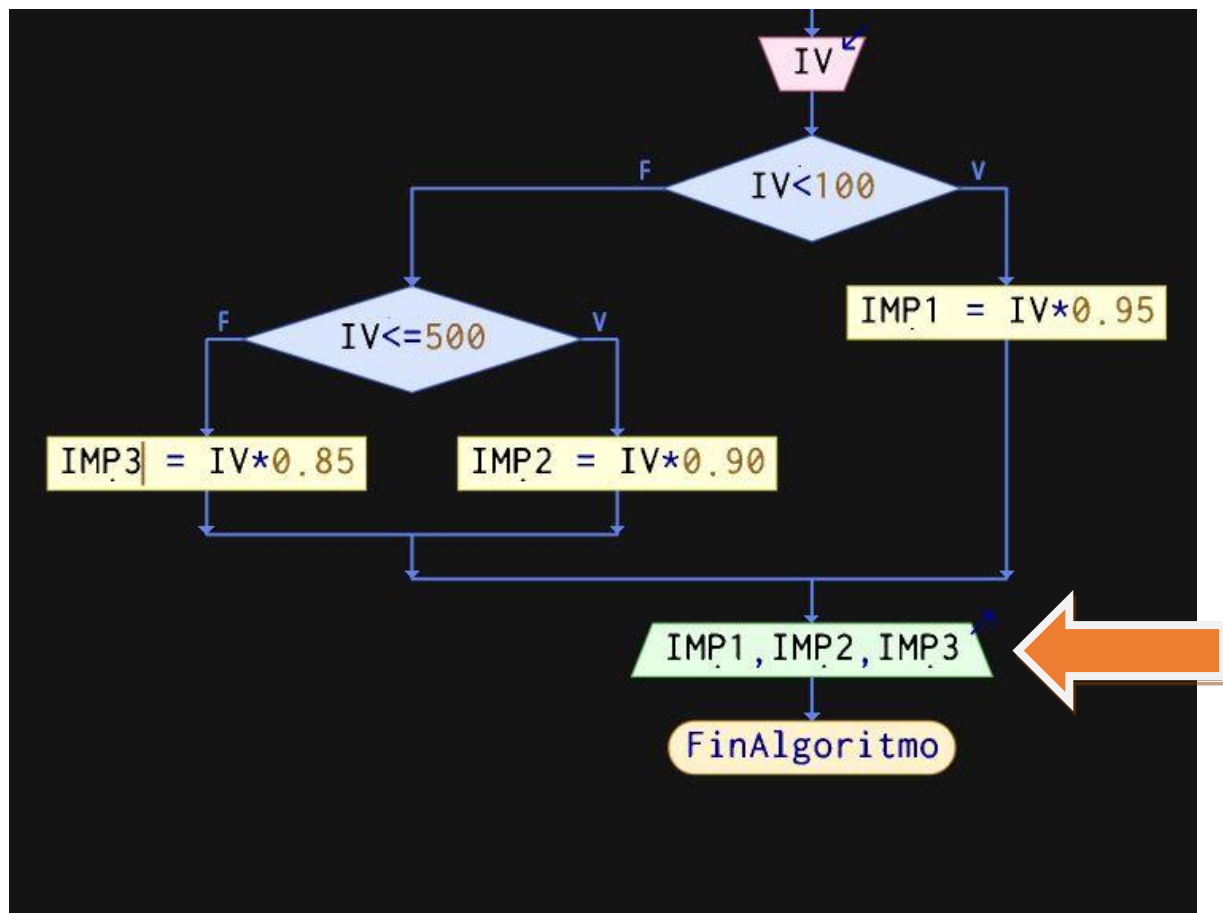 IV
F
IV<100
V
IMP1 = IV*0.95
F
IV<=500
V
IMP3 = IV*0.85
IMP2 = IV*0.90
IMP1,IMP2,IMP3
FinAlgoritmo